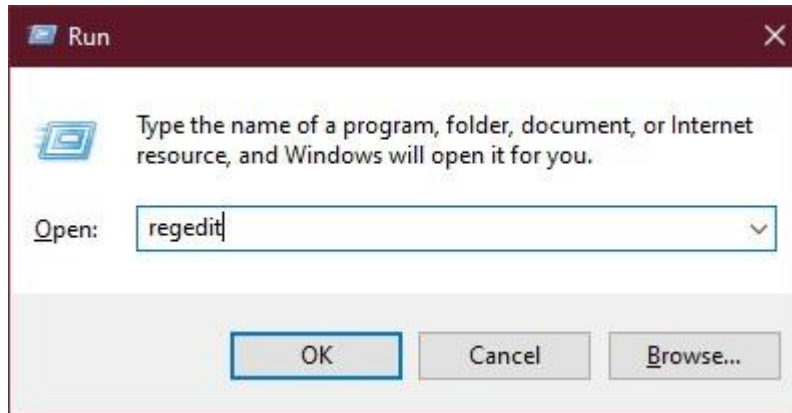 Run
Type the name of a program, folder, document, or Internet
resource, and Windows will open it for you.
Open: regedit
OK Cancel Browse...